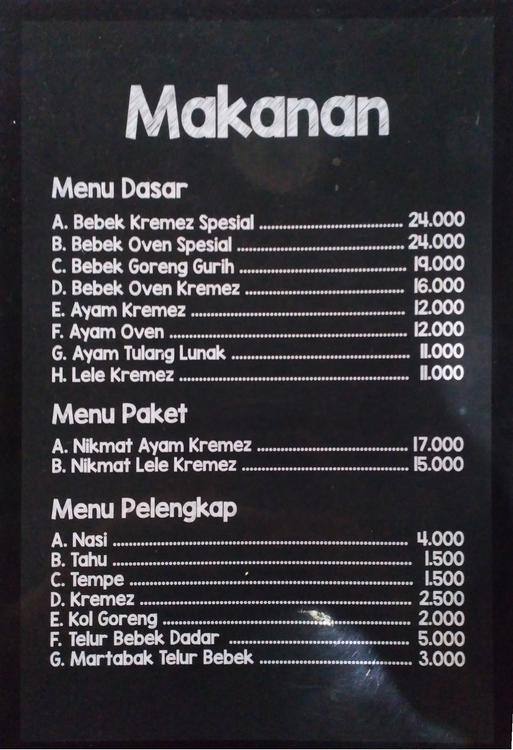 Makanan
Menu Dasar
A. Bebek Kremez Spesial ........................ 24.000
B. Bebek Oven Spesial ........................ 24.000
C. Bebek Goreng Gurih ........................ 19.000
D. Bebek Oven Kremez ........................ 16.000
E. Ayam Kremez ........................ 12.000
F. Ayam Oven ........................ 12.000
G. Ayam Tulang Lunak ........................ 11.000
H. Lele Kremez ........................ 11.000
Menu Paket
A. Nikmat Ayam Kremez ........................ 17.000
B. Nikmat Lele Kremez ........................ 15.000
Menu Pelengkap
A. Nasi ........................ 4.000
B. Tahu ........................ 1.500
C. Tempe ........................ 1.500
D. Kremez ........................ 2.500
E. Kol Goreng ........................ 2.000
F. Telur Bebek Dadar ........................ 5.000
G. Martabak Telur Bebek ........................ 3.000